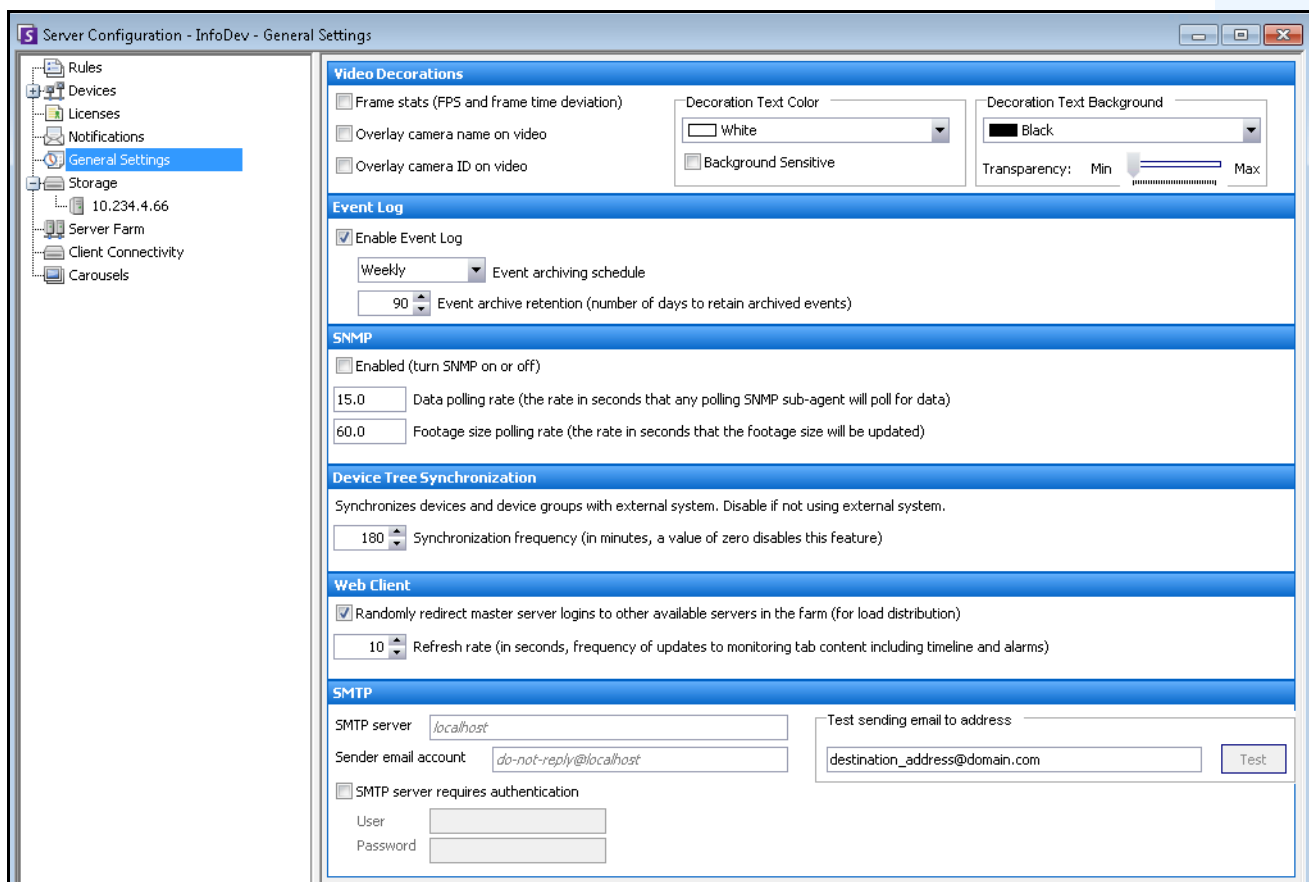 Server Configuration - InfoDev - General Settings
Rules
Devices
Licenses
Notifications
General Settings
Storage
10.234.4.66
Server Farm
Client Connectivity
Carousels
Video Decorations
Frame stats (FPS and frame time deviation)
Overlay camera name on video
Overlay camera ID on video
Decoration Text Color
White
Background Sensitive
Decoration Text Background
Black
Transparency: Min Max
Event Log
Enable Event Log
Weekly Event archiving schedule
90 Event archive retention (number of days to retain archived events)
SNMP
Enabled (turn SNMP on or off)
15.0 Data polling rate (the rate in seconds that any polling SNMP sub-agent will poll for data)
60.0 Footage size polling rate (the rate in seconds that the footage size will be updated)
Device Tree Synchronization
Synchronizes devices and device groups with external system. Disable if not using external system.
180 Synchronization frequency (in minutes, a value of zero disables this feature)
Web Client
Randomly redirect master server logins to other available servers in the farm (for load distribution)
10 Refresh rate (in seconds, frequency of updates to monitoring tab content including timeline and alarms)
SMTP
SMTP server localhost
Sender email account do-not-reply@localhost
SMTP server requires authentication
User
Password
Test sending email to address
destination_address@domain.com Test